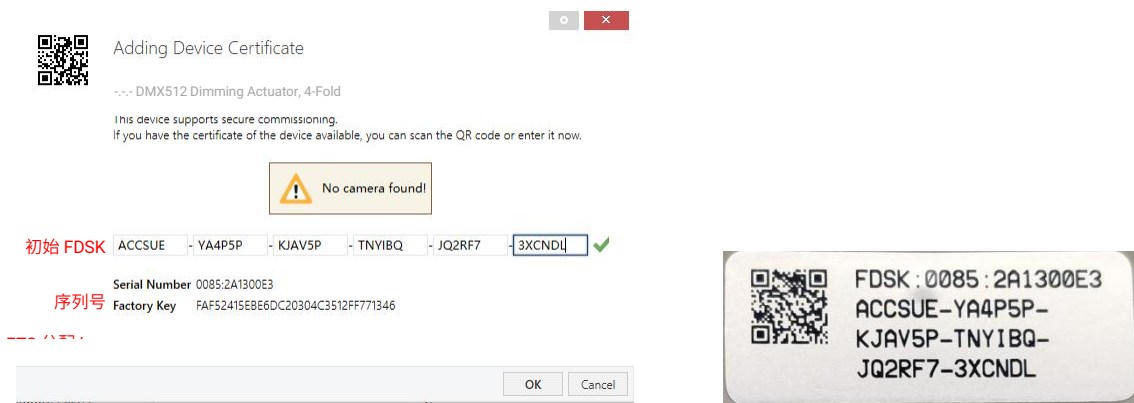 Adding Device Certificate
-.-.- DMX512 Dimming Actuator, 4-Fold
This device supports secure commissioning.
If you have the certificate of the device available, you can scan the QR code or enter it now.
No camera found!
初始 FDSK ACCSUE - YA4P5P - KJAV5P - TNYIBQ - JQ2RF7 - 3XCNDL
Serial Number 0085:2A1300E3
序列号
Factory Key FAF52415EBE6DC20304C3512FF771346
OK Cancel
FDSK:0085:2A1300E3
ACCSUE-YA4P5P-
KJAV5P-TNYIBQ-
JQ2RF7-3XCNDL